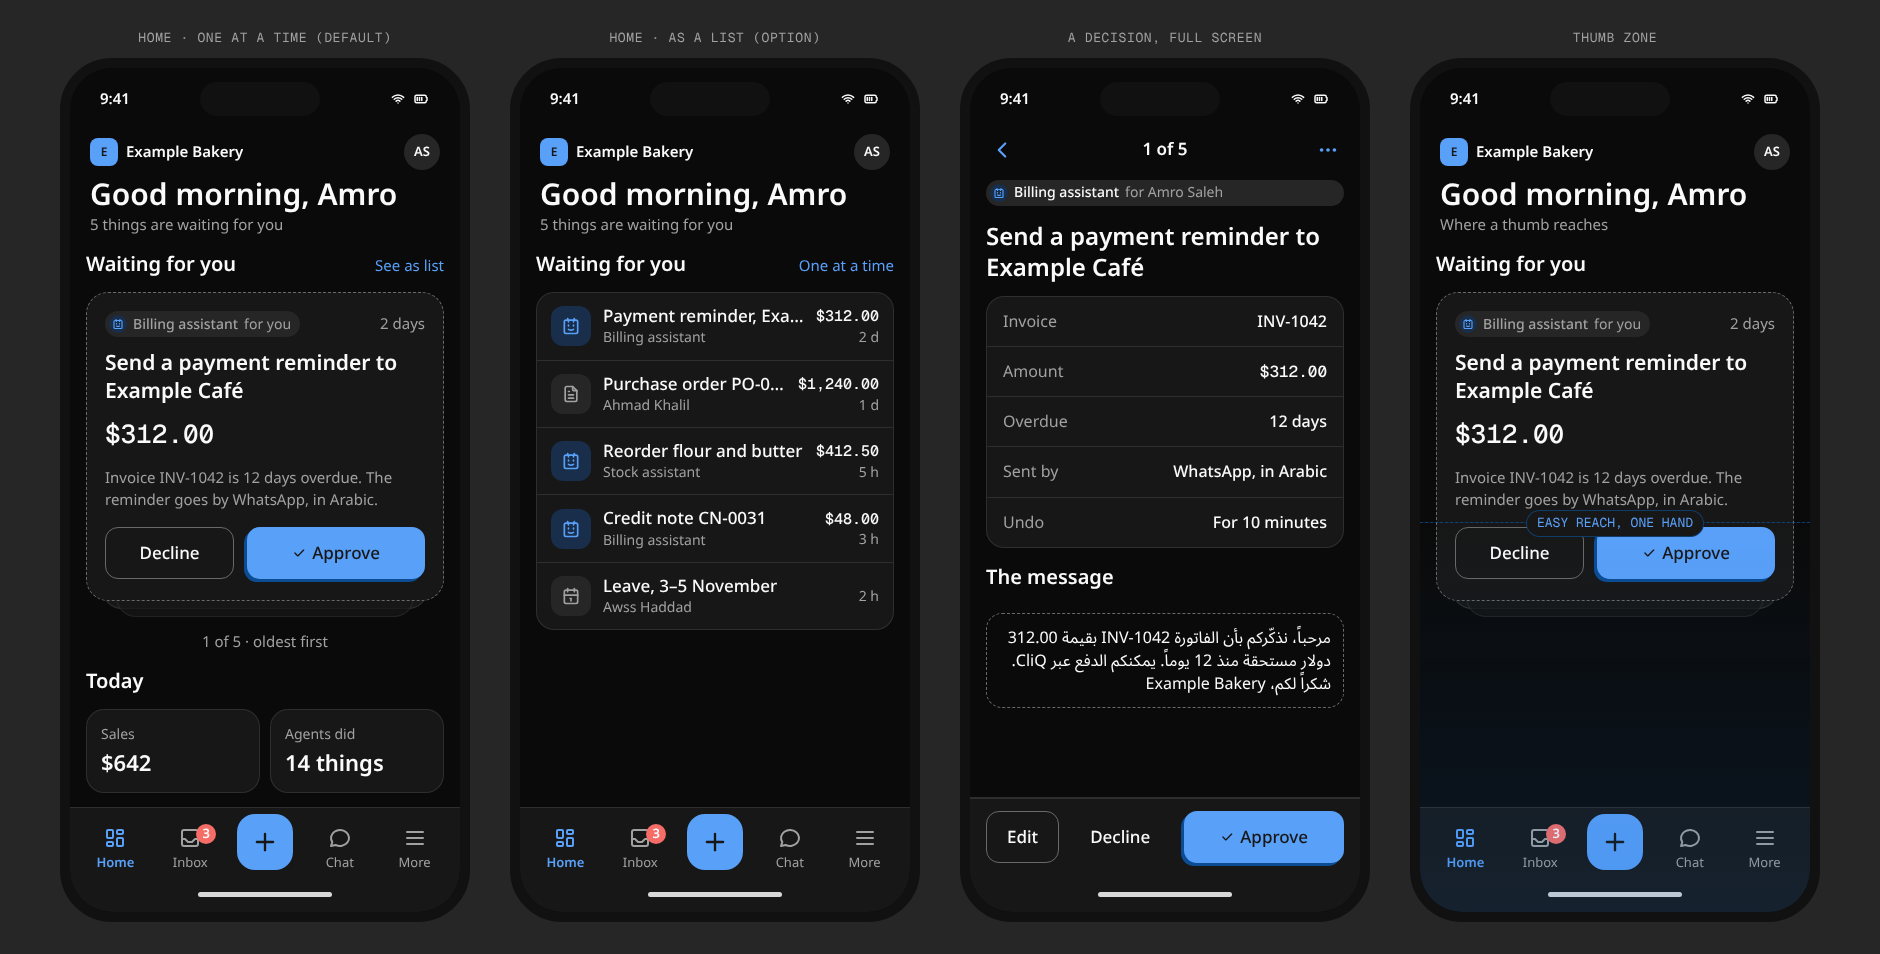 HOME · ONE AT A TIME (DEFAULT)
9:41
E
Example Bakery
AS
Good morning, Amro
5 things are waiting for you
Waiting for you
See as list
Billing assistant for you
2 days
Send a payment reminder to
Example Café
$312.00
Invoice INV-1042 is 12 days overdue. The
reminder goes by WhatsApp, in Arabic.
Decline
Approve
1 of 5 · oldest first
Today
Sales
$642
Agents did
14 things
Home
3
Inbox
Chat
More
HOME · AS A LIST (OPTION)
9:41
E
Example Bakery
AS
Good morning, Amro
5 things are waiting for you
Waiting for you
One at a time
Payment reminder, Exa... $312.00
Billing assistant 2 d
Purchase order PO-0... $1,240.00
Ahmad Khalil 1 d
Reorder flour and butter $412.50
Stock assistant 5 h
Credit note CN-0031 $48.00
Billing assistant 3 h
Leave, 3–5 November
Awss Haddad
2 h
Home
3
Inbox
Chat
More
A DECISION, FULL SCREEN
9:41
1 of 5
Billing assistant for Amro Saleh
Send a payment reminder to
Example Café
Invoice INV-1042
Amount $312.00
Overdue 12 days
Sent by WhatsApp, in Arabic
Undo For 10 minutes
The message
مرحباً، نذكّركم بأن الفاتورة INV-1042 بقيمة 312.00
دولار مستحقة منذ 12 يوماً. يمكنكم الدفع عبر CliQ.
شكراً لكم، Example Bakery
Edit
Decline
Approve
THUMB ZONE
9:41
E
Example Bakery
AS
Good morning, Amro
Where a thumb reaches
Waiting for you
Billing assistant for you
2 days
Send a payment reminder to
Example Café
$312.00
Invoice INV-1042 is 12 days overdue. The
reminder goes by WhatsApp, in Arabic.
EASY REACH, ONE HAND
Decline
Approve
Home
3
Inbox
Chat
More